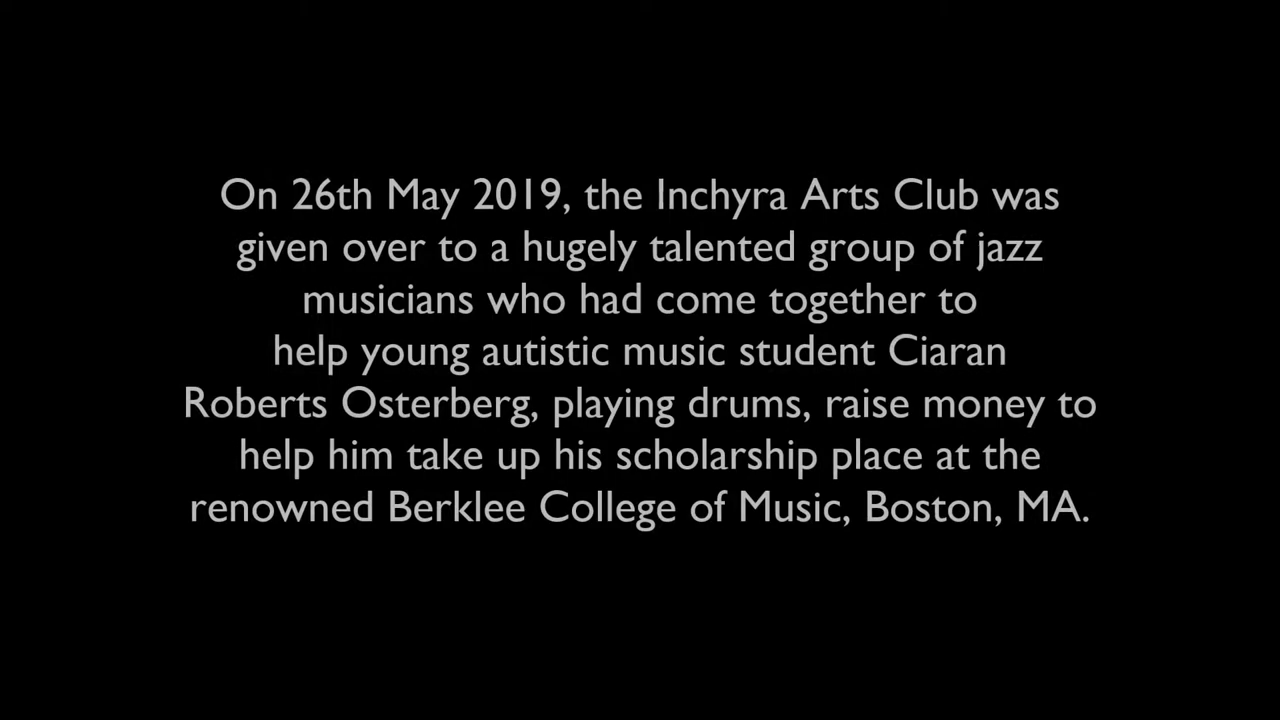 On 26th May 2019, the Inchyra Arts Club was
given over to a hugely talented group of jazz
musicians who had come together to
help young autistic music student Ciaran
Roberts Osterberg, playing drums, raise money to
help him take up his scholarship place at the
renowned Berklee College of Music, Boston, MA.